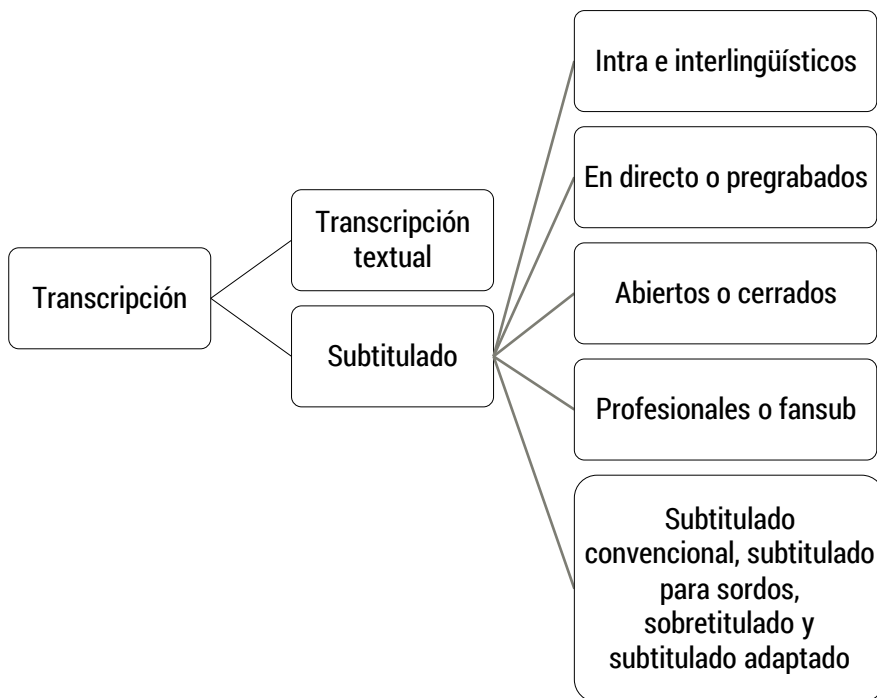 Transcripción
Transcripción
textual
Subtitulado
Intra e interlingüísticos
En directo o pregrabados
Abiertos o cerrados
Profesionales o fansub
Subtitulado
convencional, subtitulado
para sordos,
sobretitulado y
subtitulado adaptado